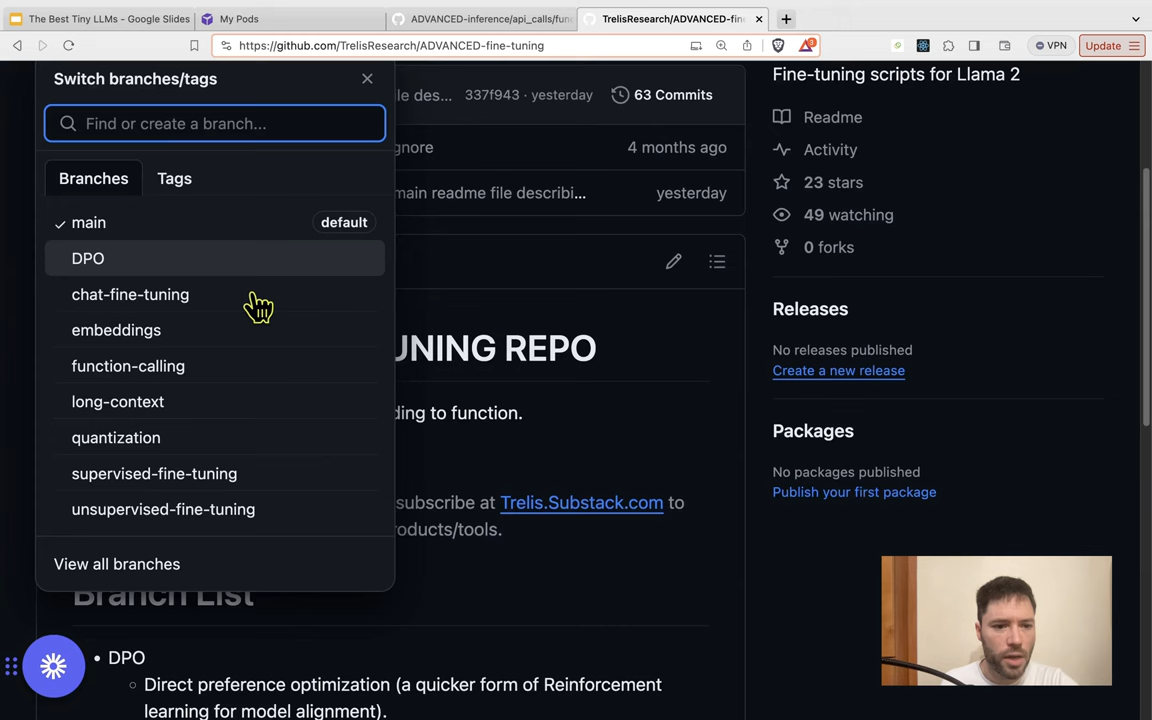 The Best Tiny LLMs - Google Slides
My Pods
ADVANCED-inference/api_calls/func
TrelisResearch/ADVANCED-fin
https://github.com/TrelisResearch/ADVANCED-fine-tuning
VPN
Update
Switch branches/tags
Find or create a branch...
Branches
Tags
main
default
DPO
chat-fine-tuning
embeddings
function-calling
long-context
quantization
supervised-fine-tuning
unsupervised-fine-tuning
View all branches
le des... 337f943 · yesterday
63 Commits
gnore
4 months ago
main readme file describi...
yesterday
UNING REPO
ding to function.
subscribe at Trelis.Substack.com to
roducts/tools.
Branch List
• DPO
Direct preference optimization (a quicker form of Reinforcement
learning for model alignment).
Fine-tuning scripts for Llama 2
Readme
Activity
23 stars
49 watching
0 forks
Releases
No releases published
Create a new release
Packages
No packages published
Publish your first package